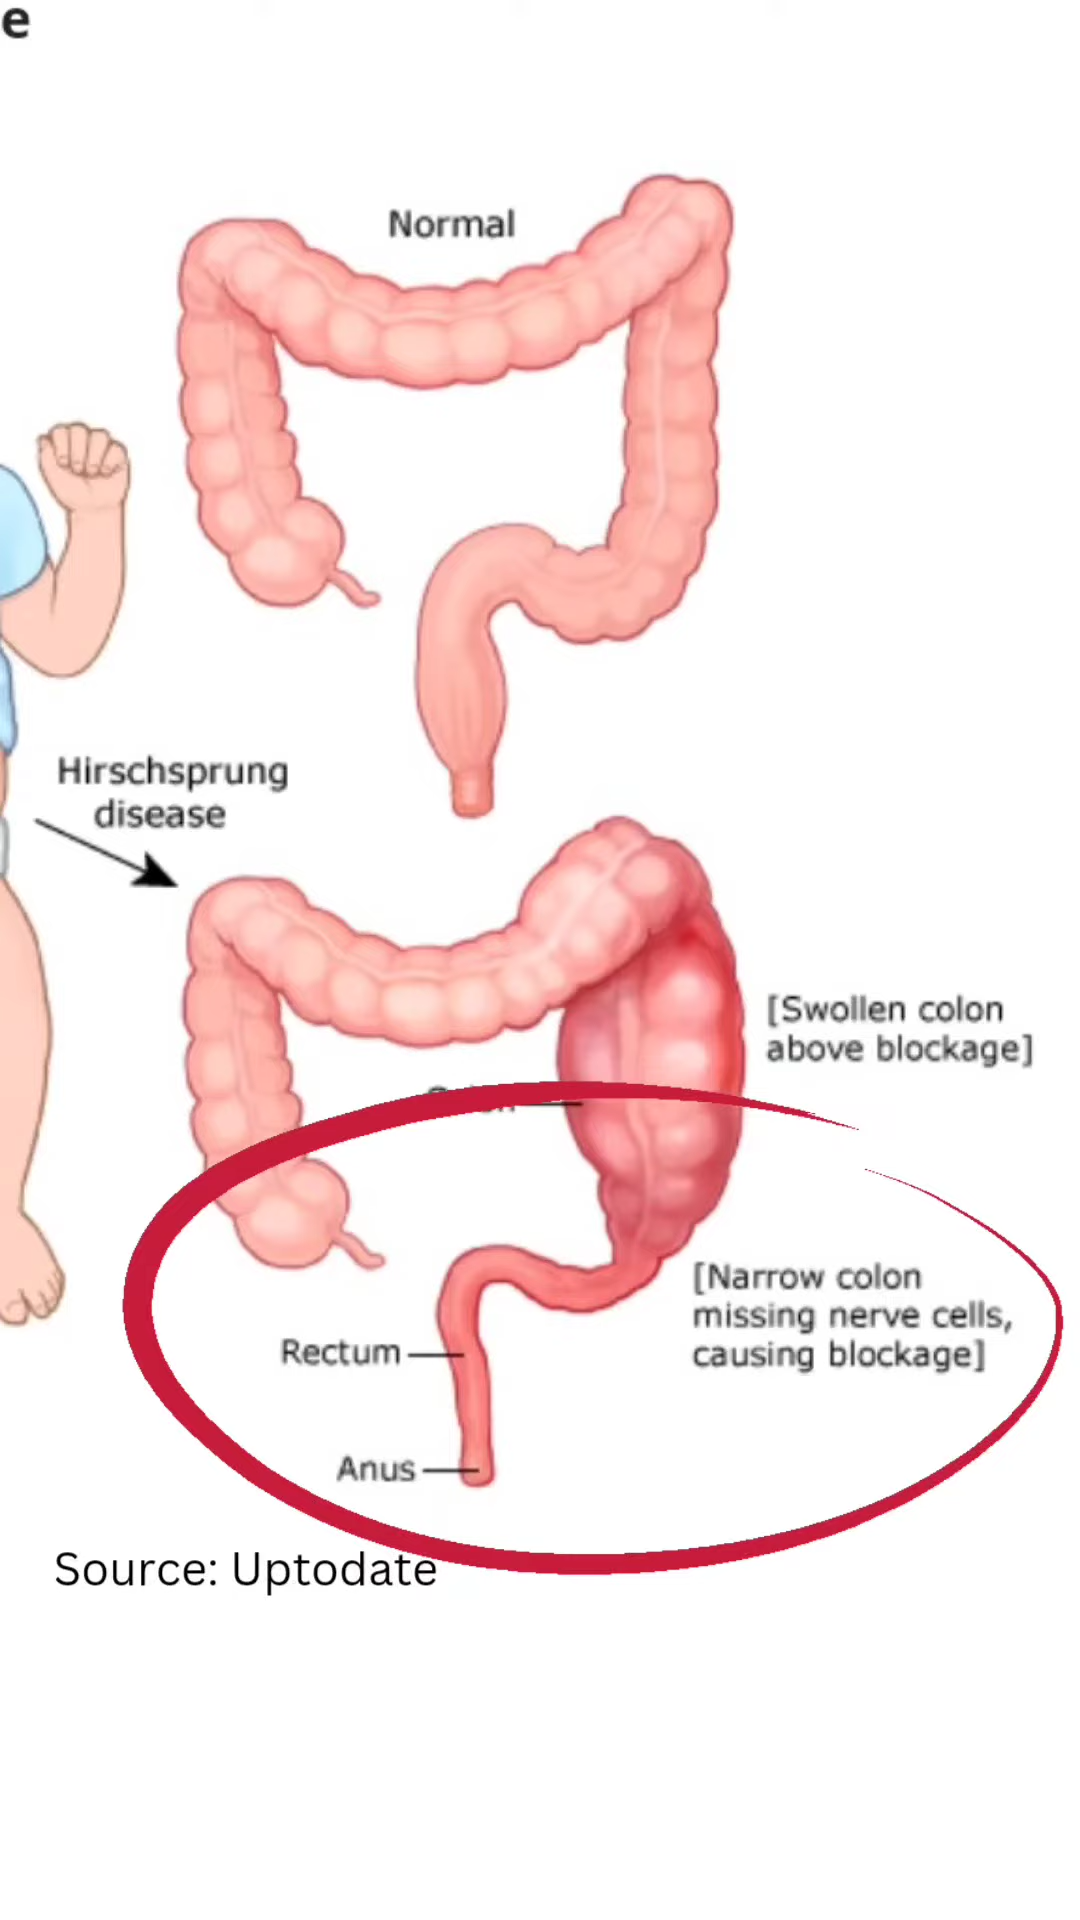 e
Normal
Hirschsprung
disease
[Swollen colon
above blockage]
[Narrow colon
missing nerve cells,
causing blockage]
Rectum
Anus
Source: Uptodate